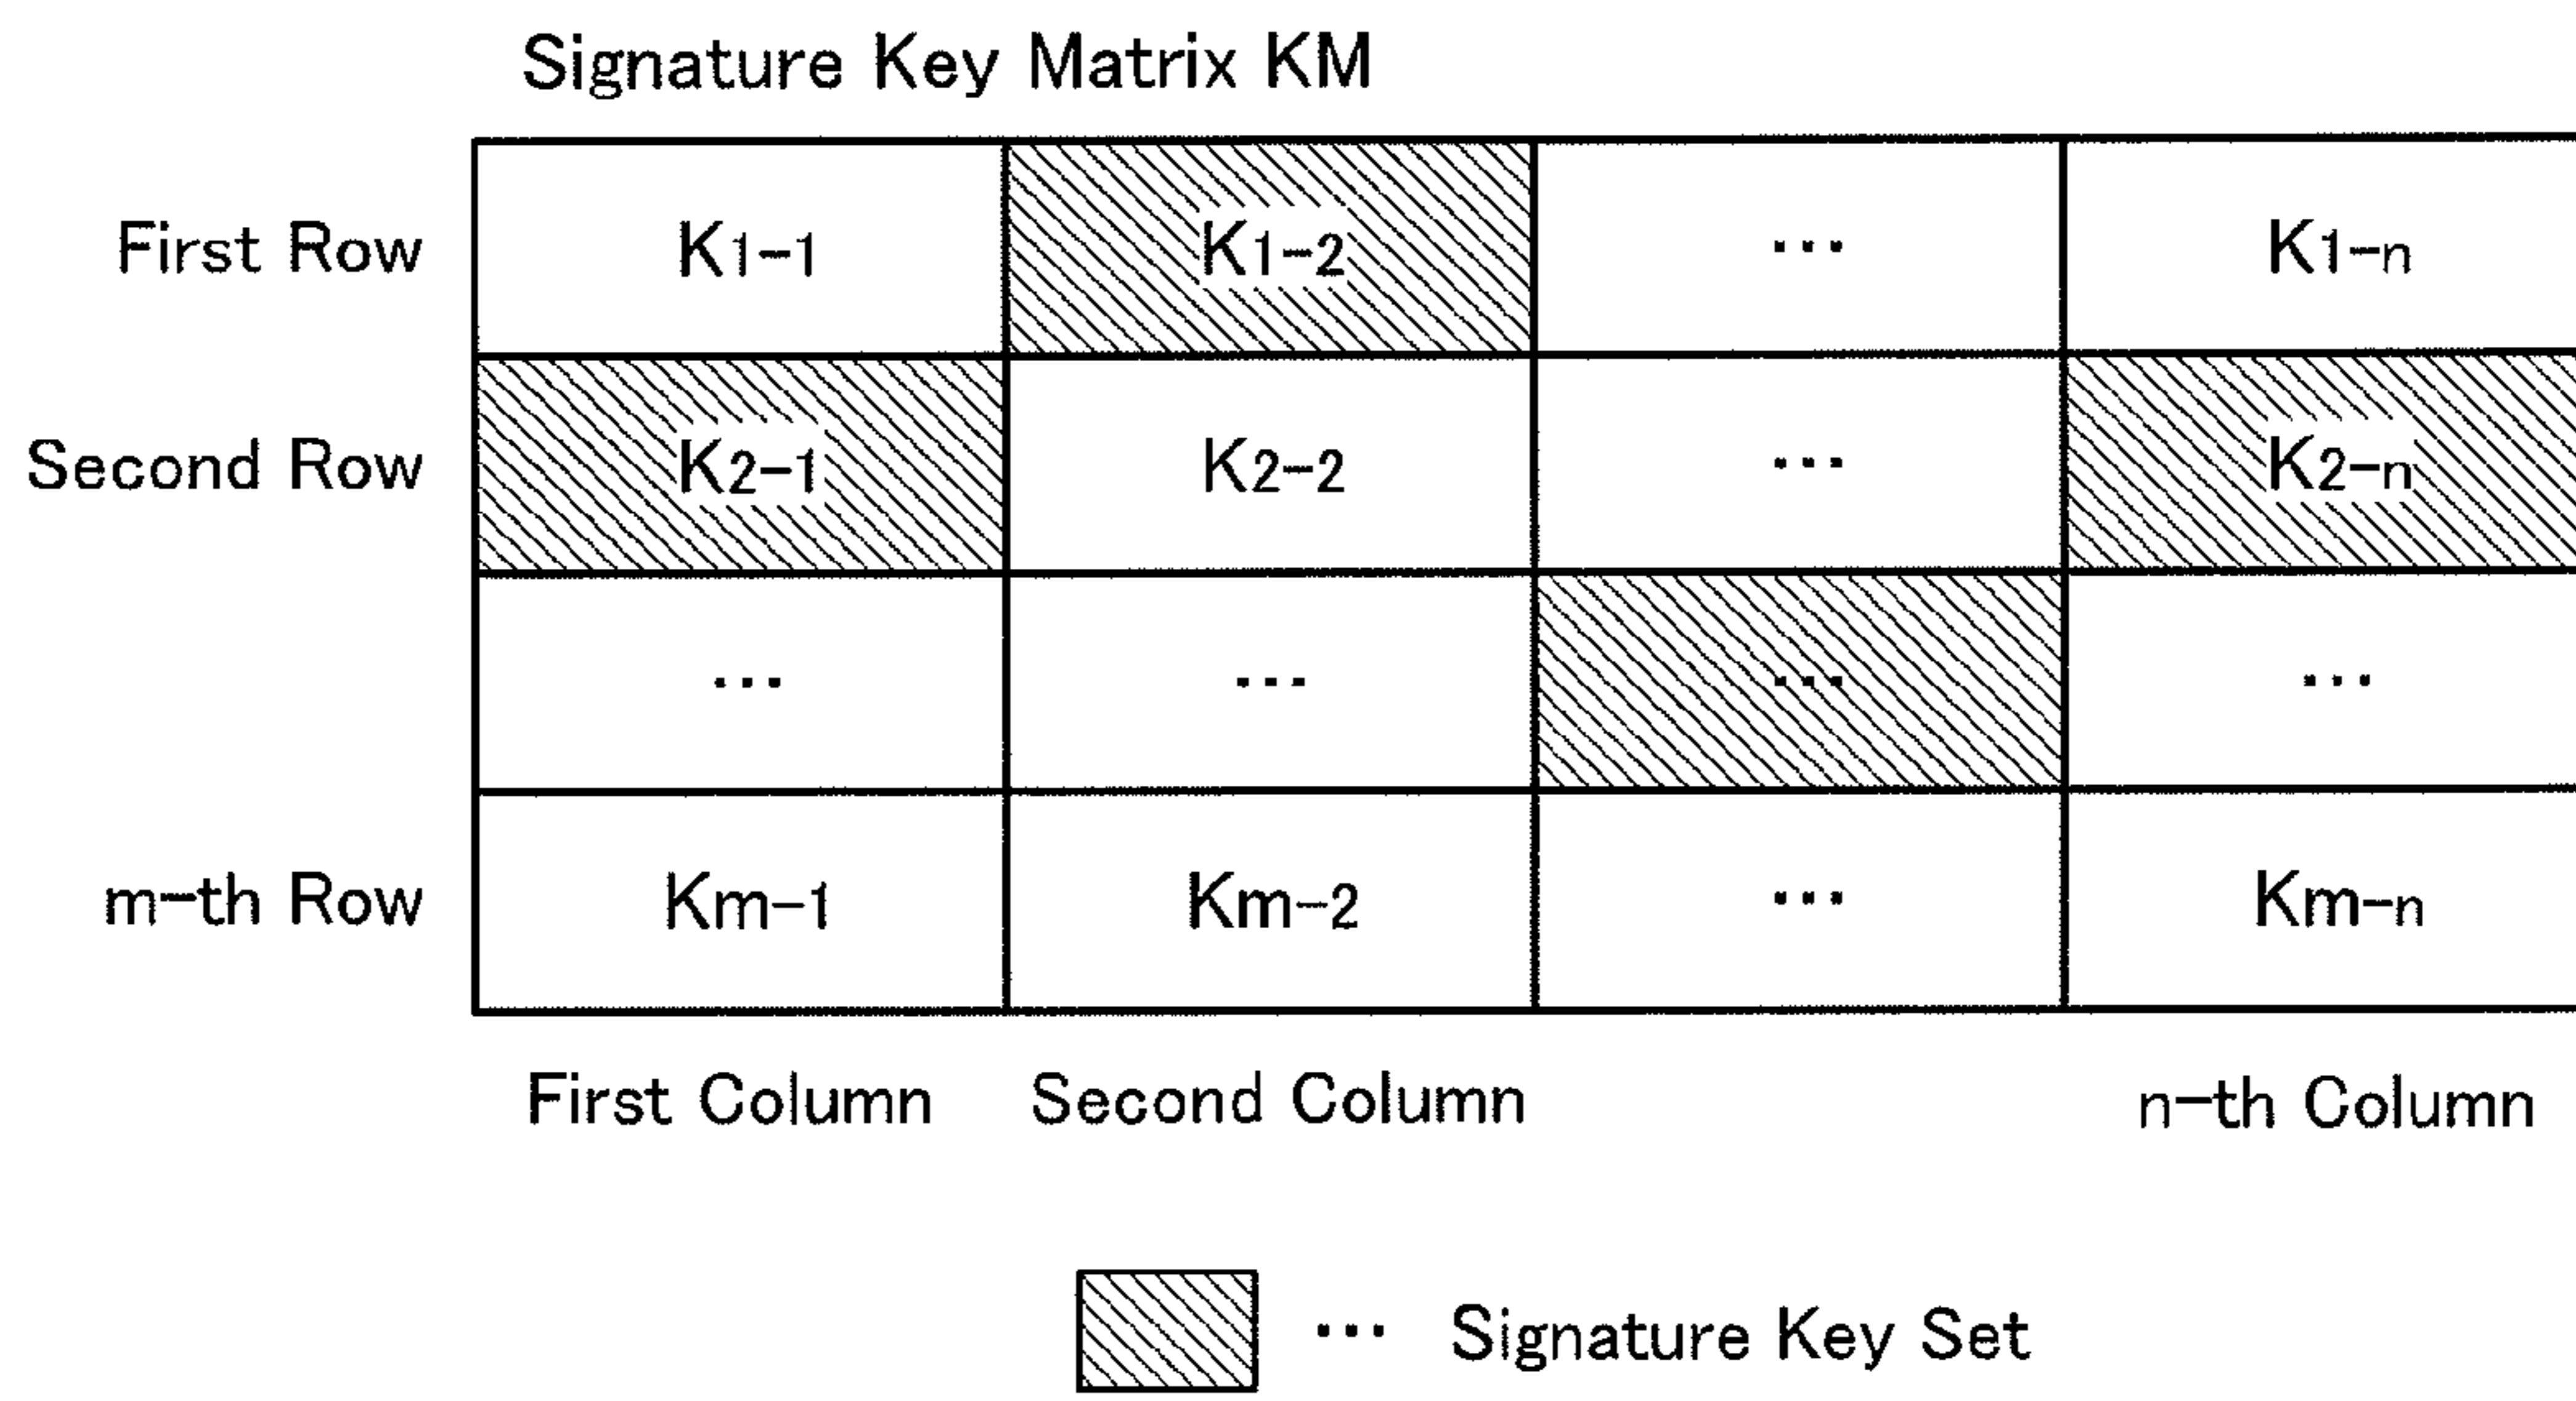 Signature Key Matrix KM
First Row K1-1 K1-2 ... K1-n
Second Row K2-1 K2-2 ... K2-n
... ... ... ...
m-th Row Km-1 Km-2 ... Km-n
First Column Second Column n-th Column
... Signature Key Set